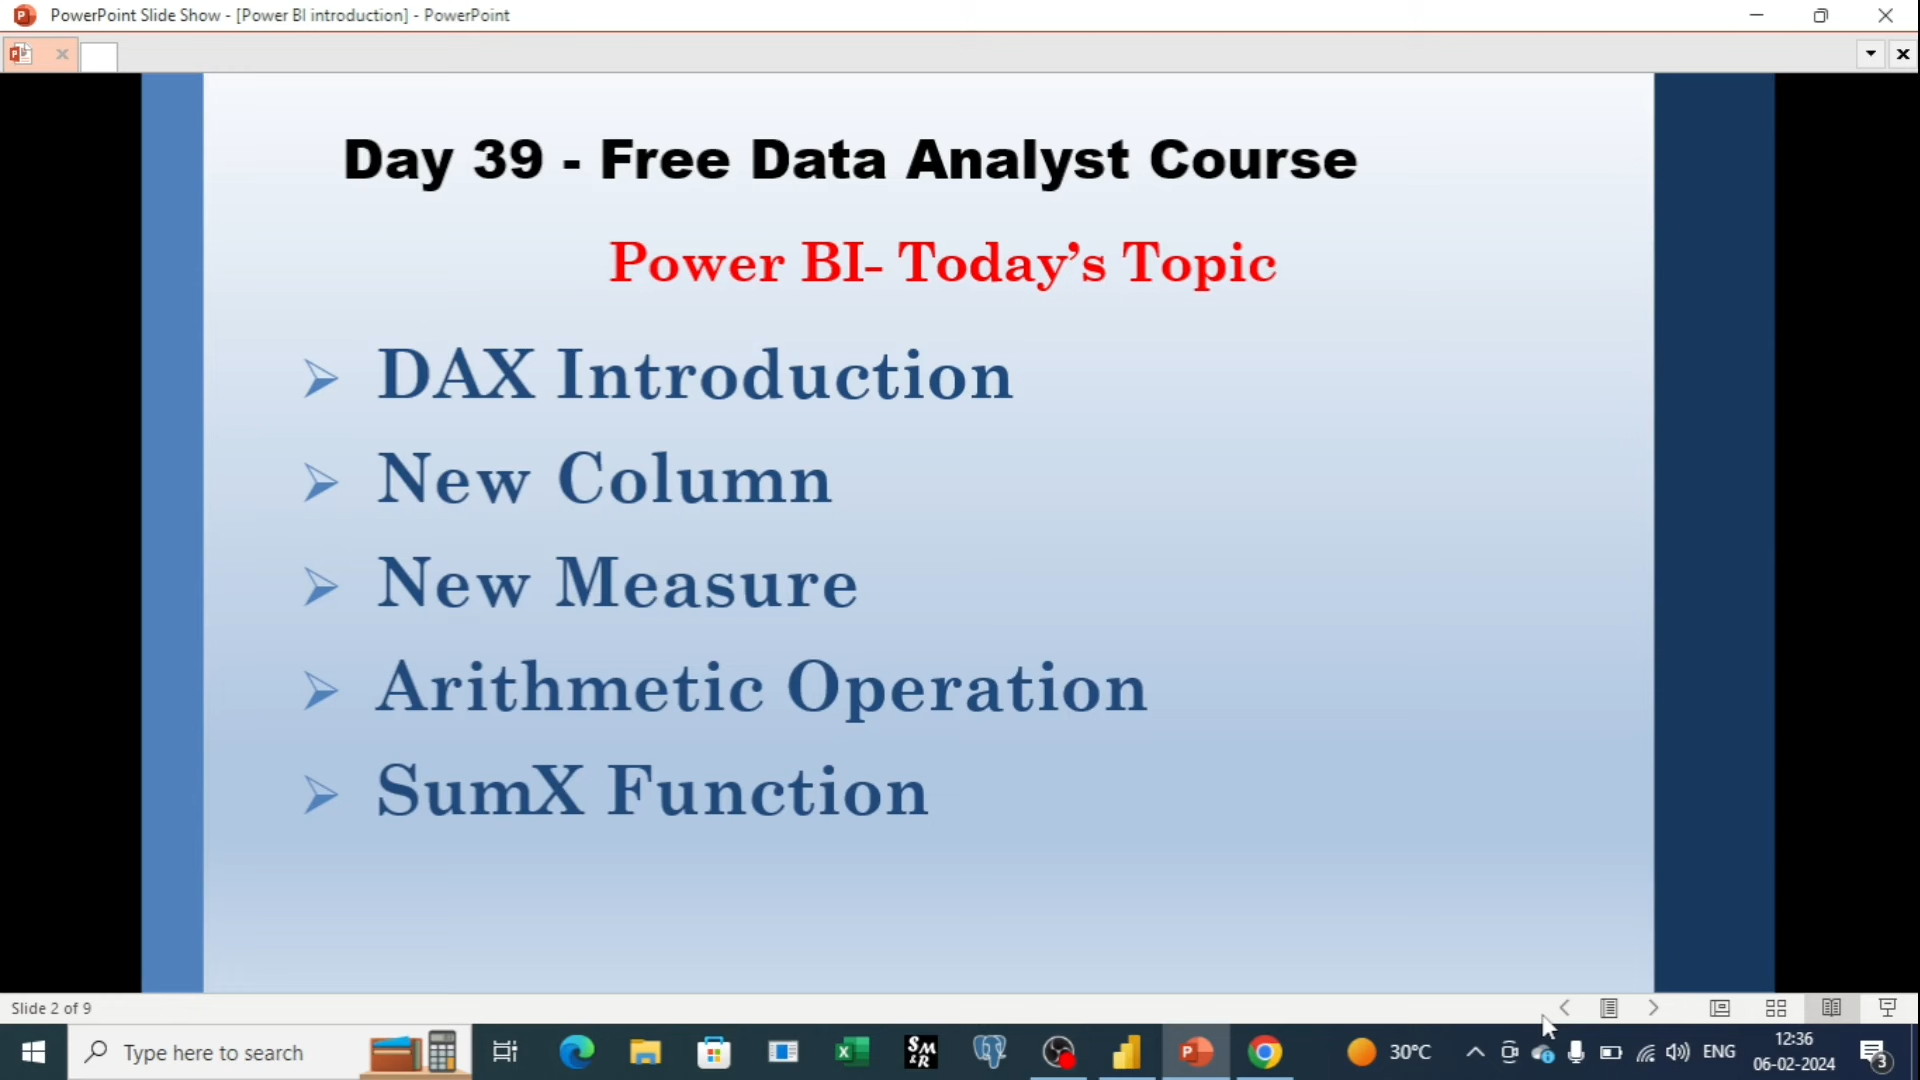 PowerPoint Slide Show - [Power BI introduction] - PowerPoint
Day 39 - Free Data Analyst Course
Power BI- Today’s Topic
➢ DAX Introduction
➢ New Column
➢ New Measure
➢ Arithmetic Operation
➢ SumX Function
Slide 2 of 9
Type here to search
SM
&R
30°C
ENG
12:36
06-02-2024
3